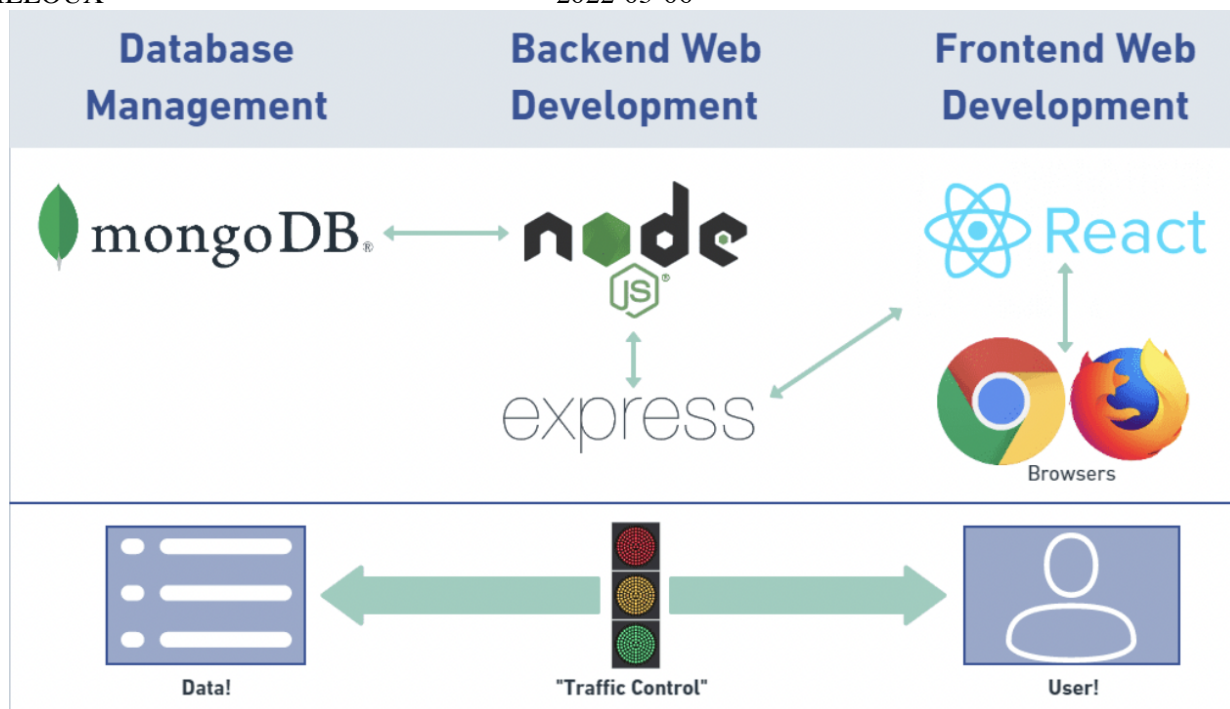 Database
Management
Backend Web
Development
Frontend Web
Development
mongoDB®
node
JS®
React
express
Browsers
Data!
"Traffic Control"
User!